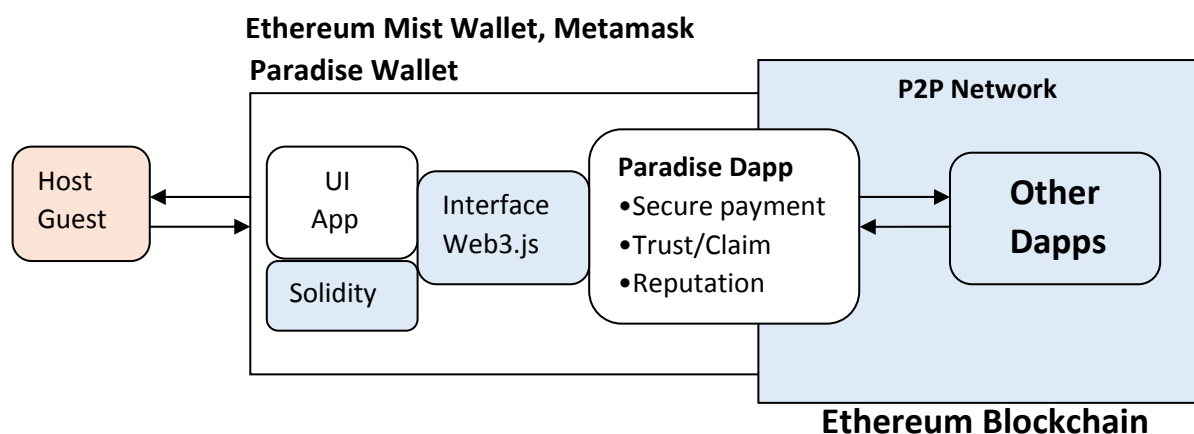 Ethereum Mist Wallet, Metamask
Paradise Wallet
P2P Network
Host
Guest
UI
App
Solidity
Interface
Web3.js
Paradise Dapp
•Secure payment
•Trust/Claim
•Reputation
Other
Dapps
Ethereum Blockchain